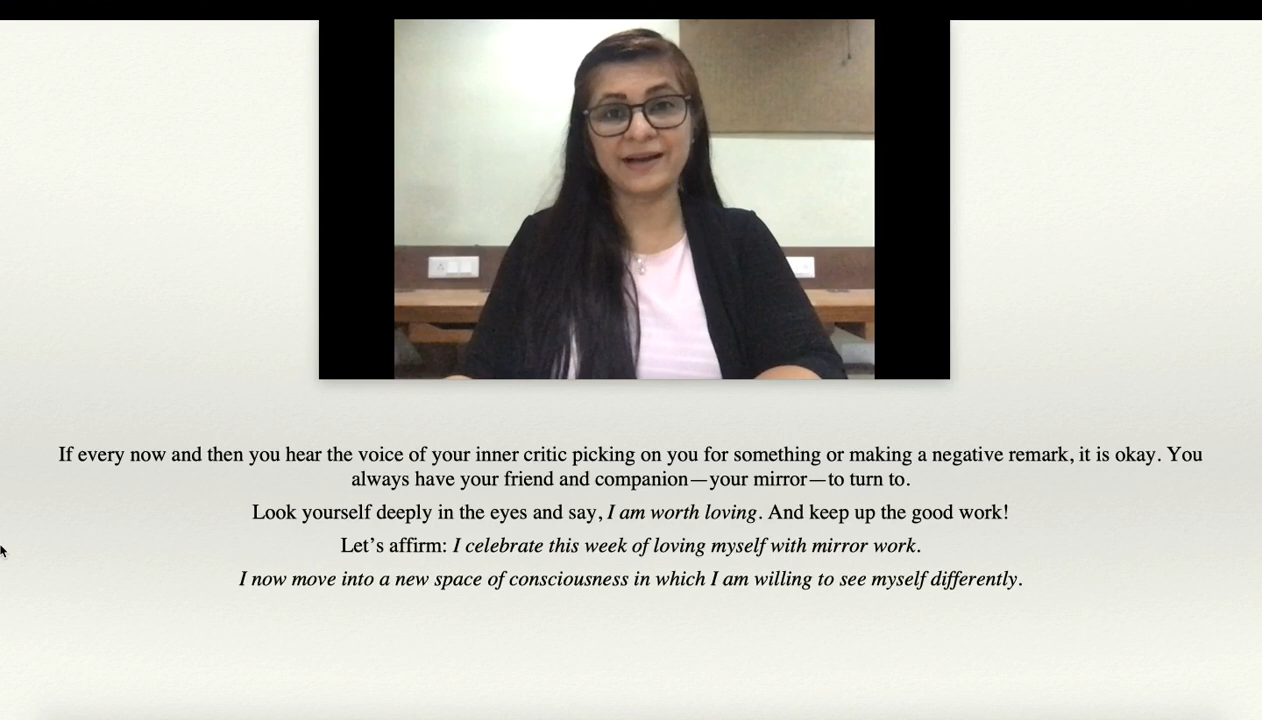 If every now and then you hear the voice of your inner critic picking on you for something or making a negative remark, it is okay. You
always have your friend and companion—your mirror—to turn to.
Look yourself deeply in the eyes and say, I am worth loving. And keep up the good work!
Let’s affirm: I celebrate this week of loving myself with mirror work.
I now move into a new space of consciousness in which I am willing to see myself differently.